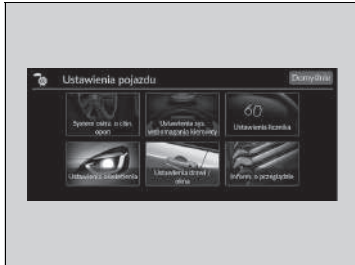 Ustawienia pojazdu
Domyślnie
System ostrz. o ciśn.
opon
Ustawienia sys.
wspomagania kierowcy
60
Ustawienia licznika
Ustawienia oświetlenia
Ustawienia drzwi /
okna
Inform. o przeglądzie